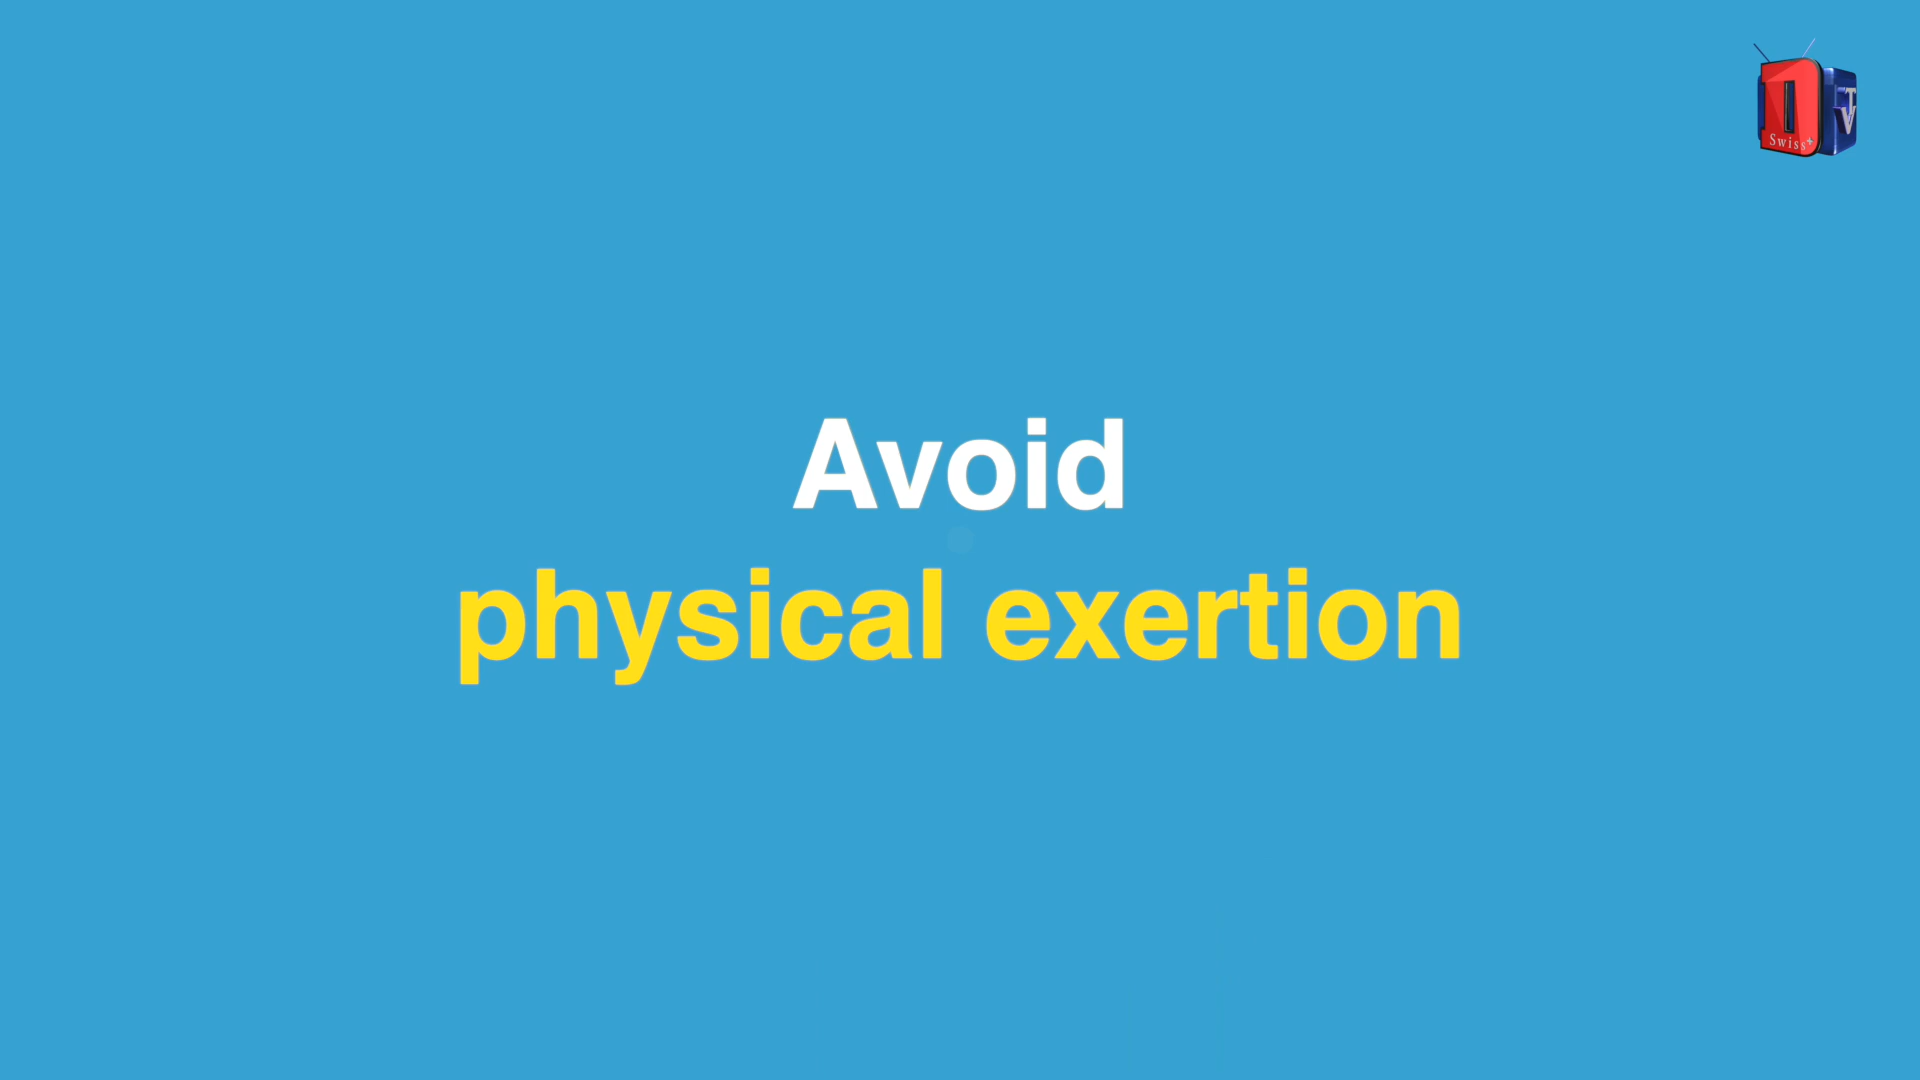 Avoid
physical exertion
Swiss+
TV